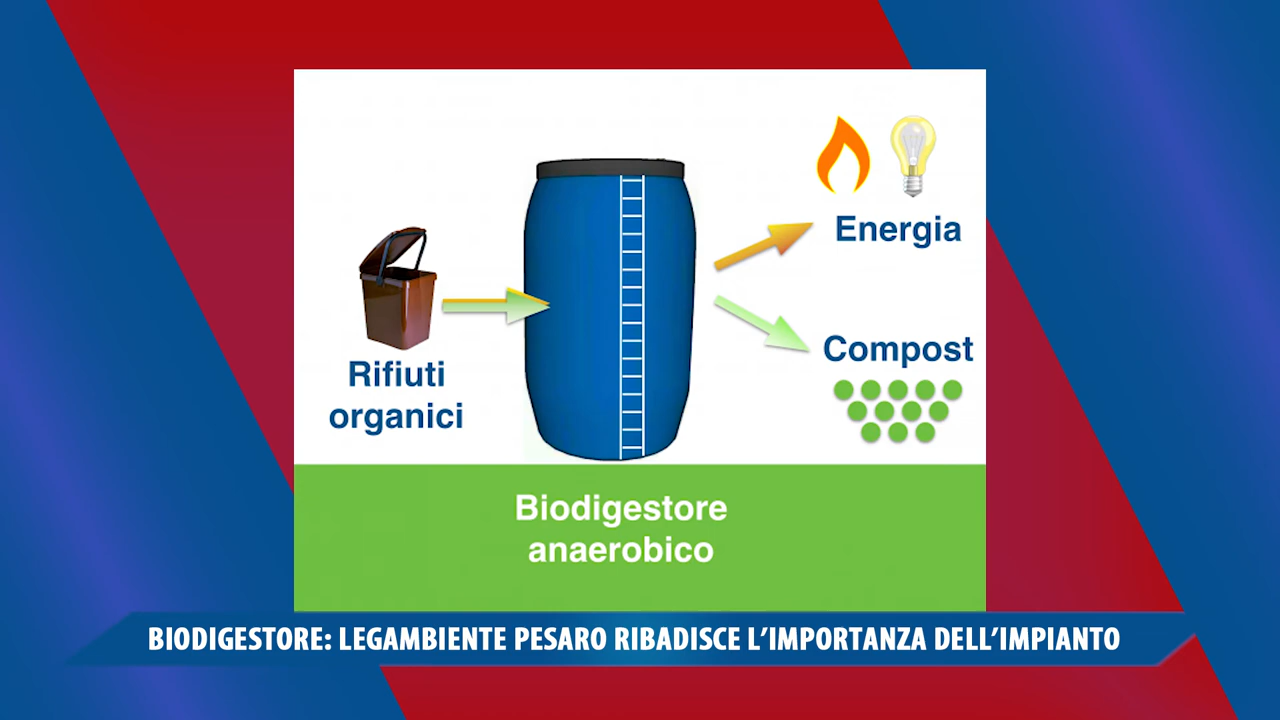 Energia
Rifiuti
organici
Compost
Biodigestore
anaerobico
BIODIGESTORE: LEGAMBIENTE PESARO RIBADISCE L'IMPORTANZA DELL'IMPIANTO